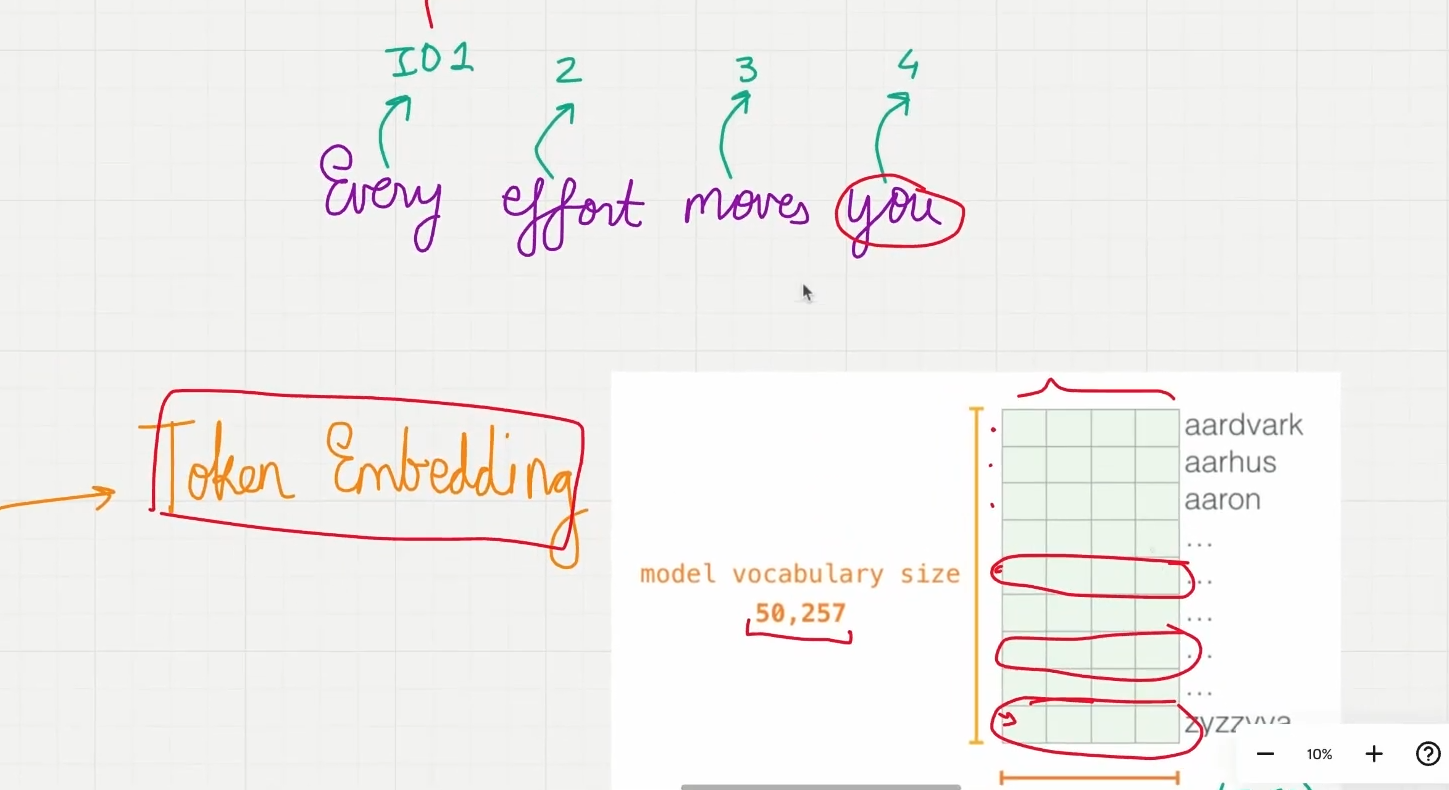 ID1 2 3 4
Every effort moves you
Token Embedding
aardvark
aarhus
aaron
...
...
model vocabulary size
50,257
...
...
...
zyzzyva
10%